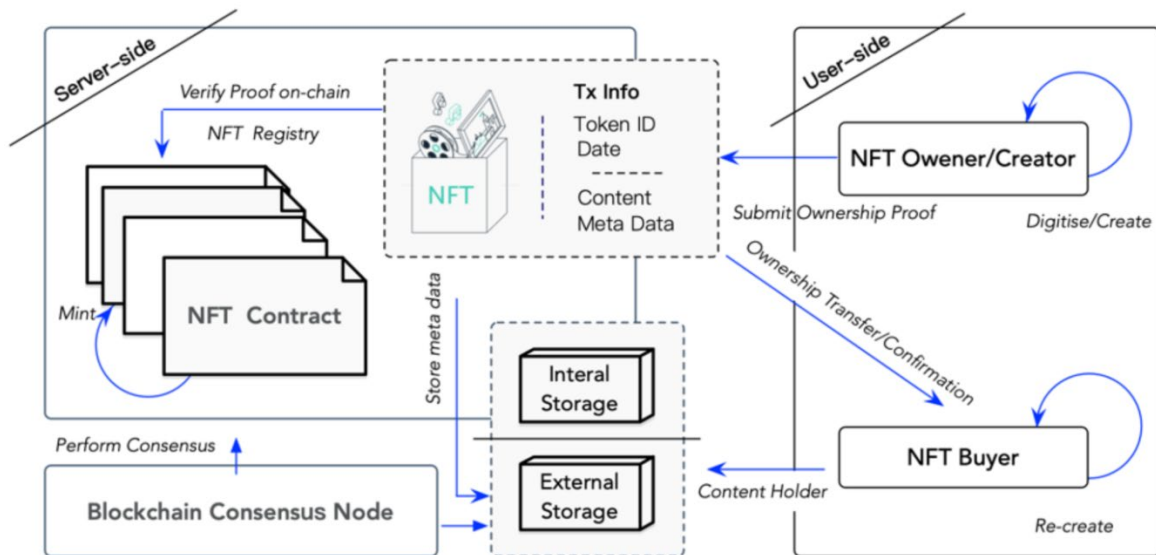 Server-side
User-side
Verify Proof on-chain
NFT Registry
NFT
Tx Info
Token ID
Date
Content
Meta Data
NFT Owener/Creator
Submit Ownership Proof
Digitise/Create
Mint
NFT Contract
Store meta data
Ownership Transfer/Confirmation
Interal
Storage
Perform Consensus
Blockchain Consensus Node
External
Storage
Content Holder
NFT Buyer
Re-create